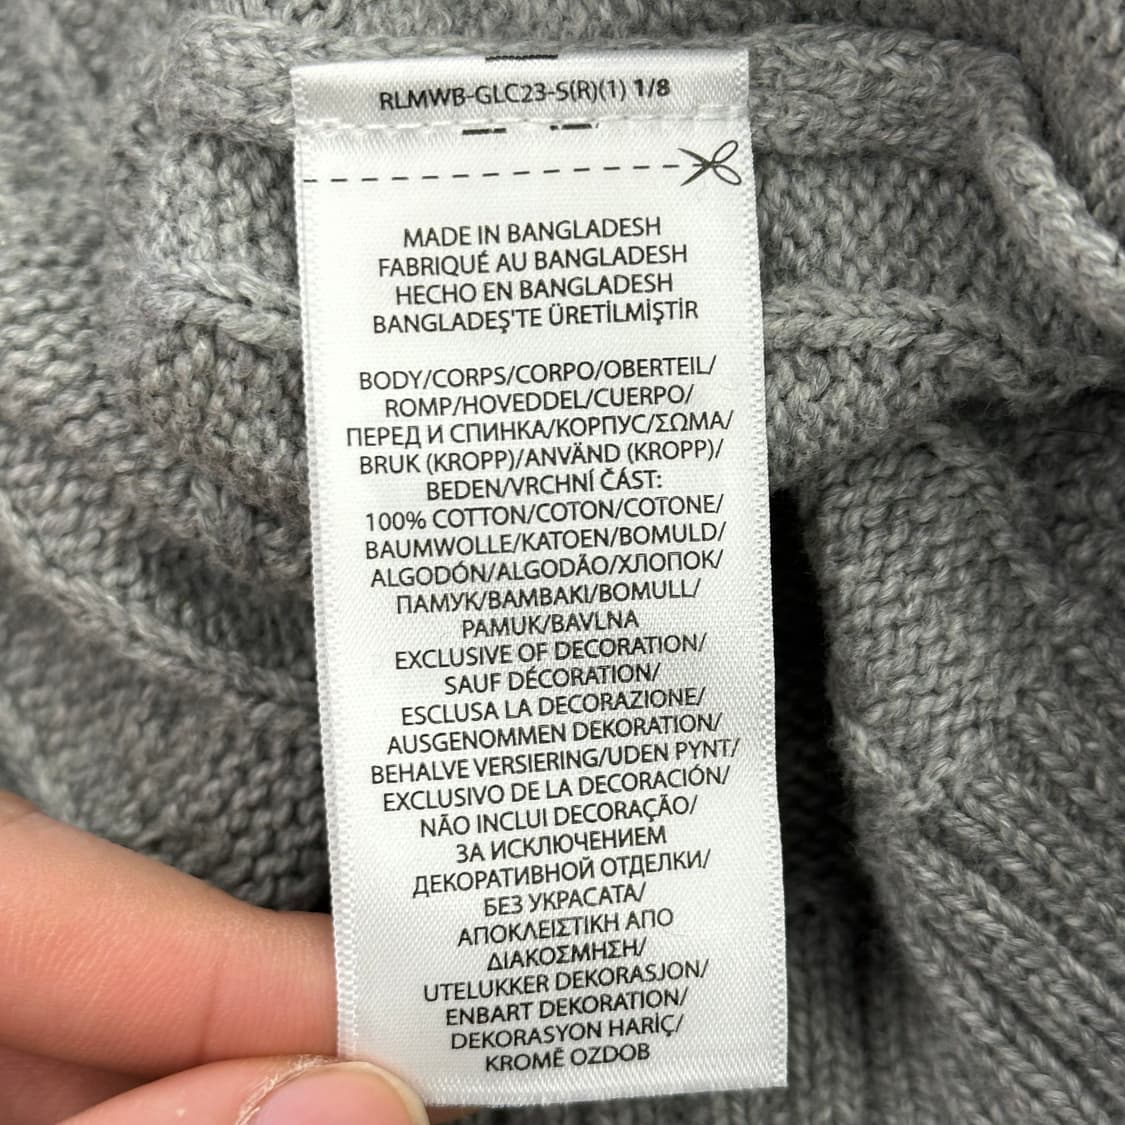 RLMWB-GLC23-S(R)(1) 1/8
MADE IN BANGLADESH
FABRIQUÉ AU BANGLADESH
HECHO EN BANGLADESH
BANGLADEŞ'TE ÜRETİLMİŞTİR
BODY/CORPS/CORPO/OBERTEIL/
ROMP/HOVEDDEL/CUERPO/
ПЕРЕД И СПИНКА/КОРПУС/ΣΩΜΑ/
BRUK (KROPP)/ANVÄND (KROPP)/
BEDEN/VRCHNÍ ČÁST:
100% COTTON/COTON/COTONE/
BAUMWOLLE/KATOEN/BOMULD/
ALGODÓN/ALGODÃO/ХЛОПОК/
ПАМУК/ΒΑΜΒΑΚΙ/BOMULL/
PAMUK/BAVLNA
EXCLUSIVE OF DECORATION/
SAUF DÉCORATION/
ESCLUSA LA DECORAZIONE/
AUSGENOMMEN DEKORATION/
BEHALVE VERSIERING/UDEN PYNT/
EXCLUSIVO DE LA DECORACIÓN/
NÃO INCLUI DECORAÇÃO/
ЗА ИСКЛЮЧЕНИЕМ
ДЕКОРАТИВНОЙ ОТДЕЛКИ/
БЕЗ УКРАСАТА/
ΑΠΟΚΛΕΙΣΤΙΚΗ ΑΠΟ
ΔΙΑΚΟΣΜΗΣΗ/
UTELUKKER DEKORASJON/
ENBART DEKORATION/
DEKORASYON HARİÇ/
KROMĚ OZDOB